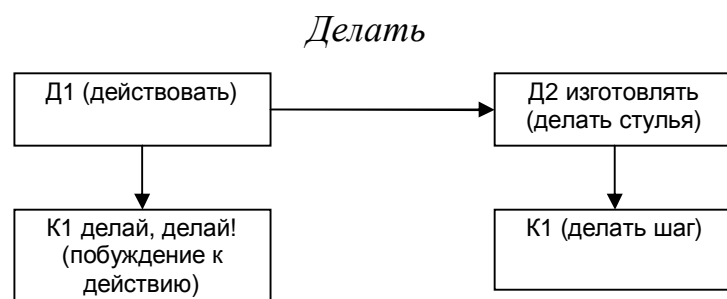 Делать
Д1 (действовать)
Д2 изготовлять
(делать стулья)
К1 делай, делай!
(побуждение к
действию)
К1 (делать шаг)